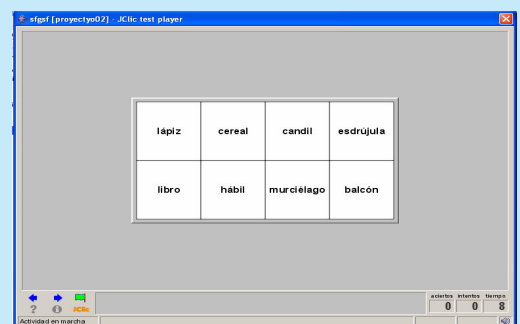 sfgsf [proyectyo02] - JClic test player
lápiz cereal candil esdrújula
libro hábil murciélago balcón
aciertos intentos tiempo
? JClic 0 0 8
Actividad en marcha